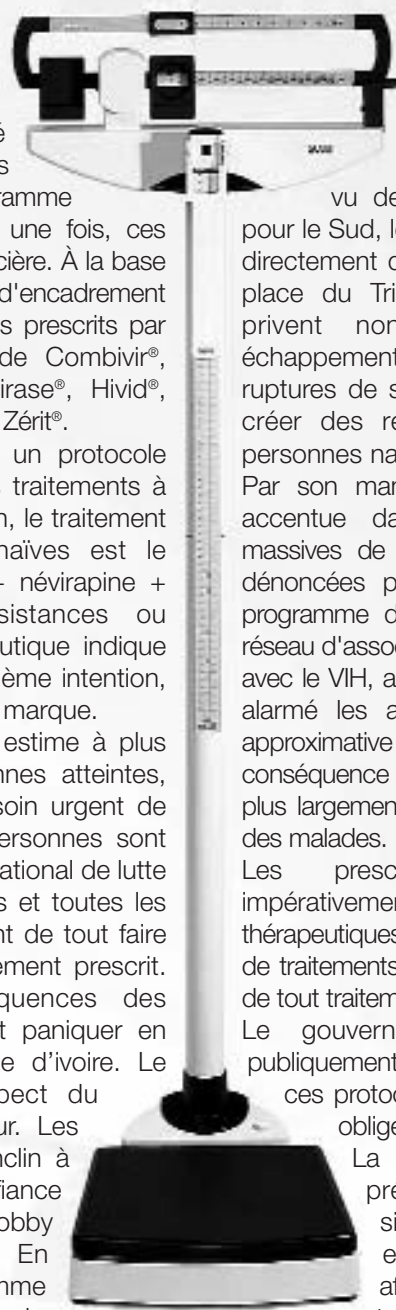 é
s
ramme
une fois, ces
cière. À la base
d'encadrement
s prescrits par
de Combivir®,
irase®, Hivid®,
Zérit®.
un protocole
s traitements à
n, le traitement
naïves est le
- névirapine +
sistances ou
utique indique
ème intention,
marque.
estime à plus
nnes atteintes,
soin urgent de
ersonnes sont
ational de lutte
s et toutes les
nt de tout faire
ement prescrit.
quences des
t paniquer en
e d'ivoire. Le
pect du
ur. Les
nclin à
fiance
obby
En
mme
vu de
pour le Sud, le
directement d
place du Tri
privent non
échappement
ruptures de s
créer des ré
personnes na
Par son man
accentue da
massives de
dénoncées p
programme d
réseau d'assoc
avec le VIH, a
alarmé les a
approximative
conséquence
plus largement
des malades.
Les presc
impérativemen
thérapeutiques
de traitements
de tout traitem
Le gouvern
publiquement
ces protoc
oblige
La
pre
si
e
at